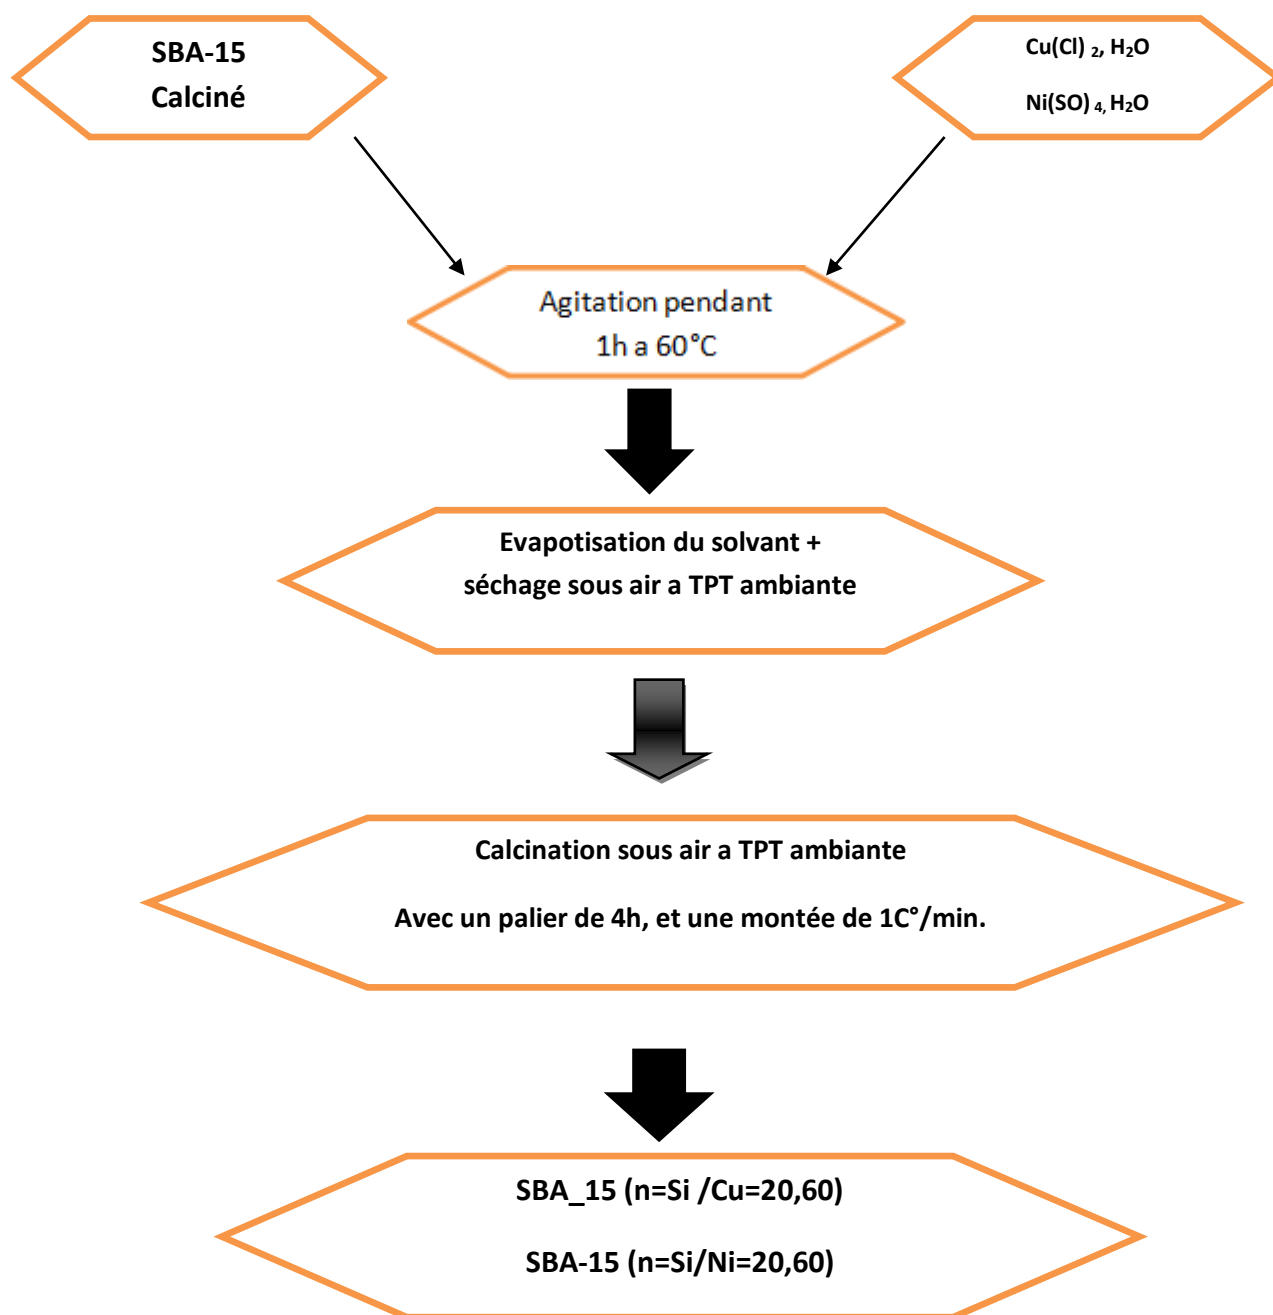 SBA-15
Calciné
Cu(Cl) ₂, H₂O
Ni(SO) ₄, H₂O
Agitation pendant
1h a 60°C
Evapotisation du solvant +
séchage sous air a TPT ambiante
Calcination sous air a TPT ambiante
Avec un palier de 4h, et une montée de 1C°/min.
SBA_15 (n=Si /Cu=20,60)
SBA-15 (n=Si/Ni=20,60)